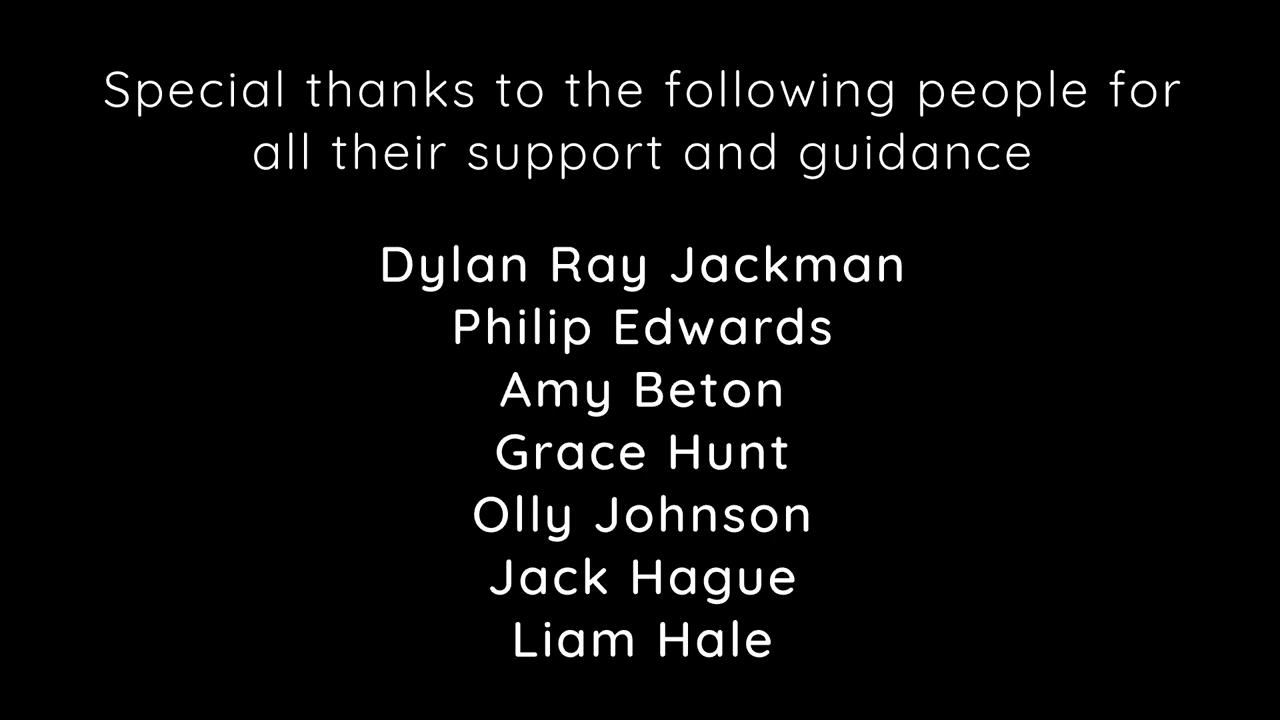 Special thanks to the following people for
all their support and guidance
Dylan Ray Jackman
Philip Edwards
Amy Beton
Grace Hunt
Olly Johnson
Jack Hague
Liam Hale